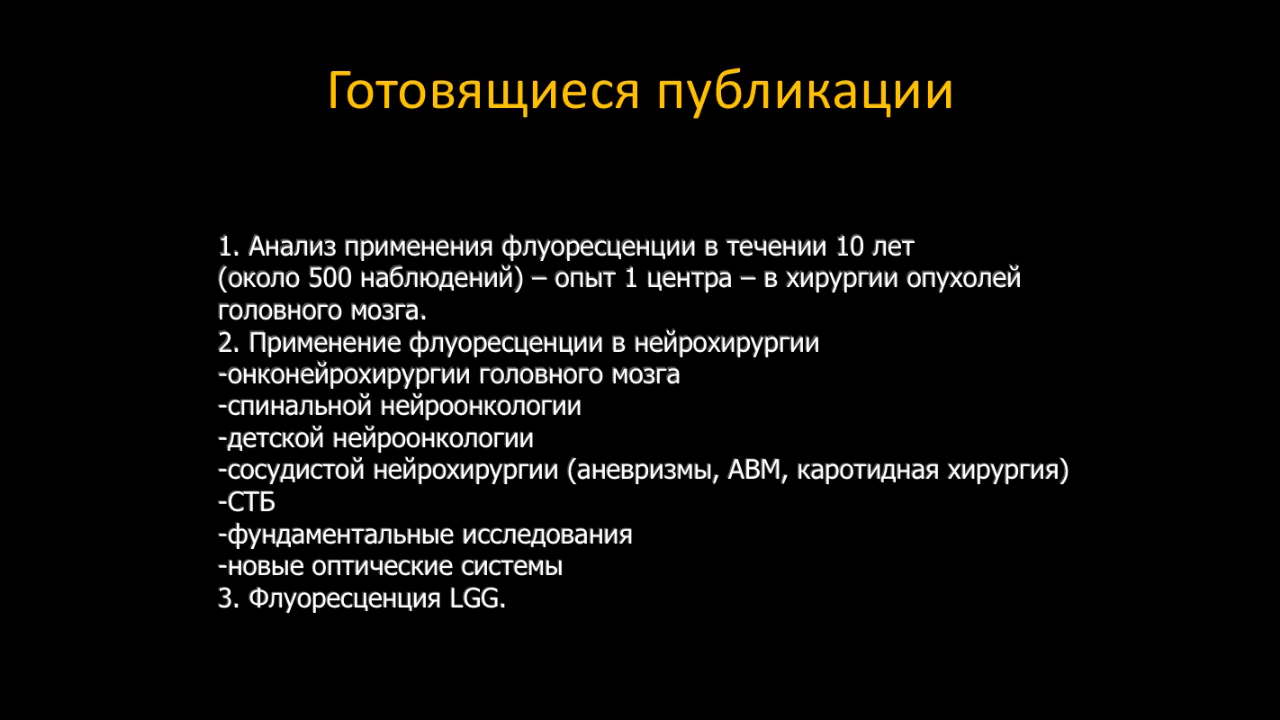 Готовящиеся публикации
1. Анализ применения флуоресценции в течении 10 лет
(около 500 наблюдений) – опыт 1 центра – в хирургии опухолей
головного мозга.
2. Применение флуоресценции в нейрохирургии
-онконейрохирургии головного мозга
-спинальной нейроонкологии
-детской нейроонкологии
-сосудистой нейрохирургии (аневризмы, АВМ, каротидная хирургия)
-СТБ
-фундаментальные исследования
-новые оптические системы
3. Флуоресценция LGG.